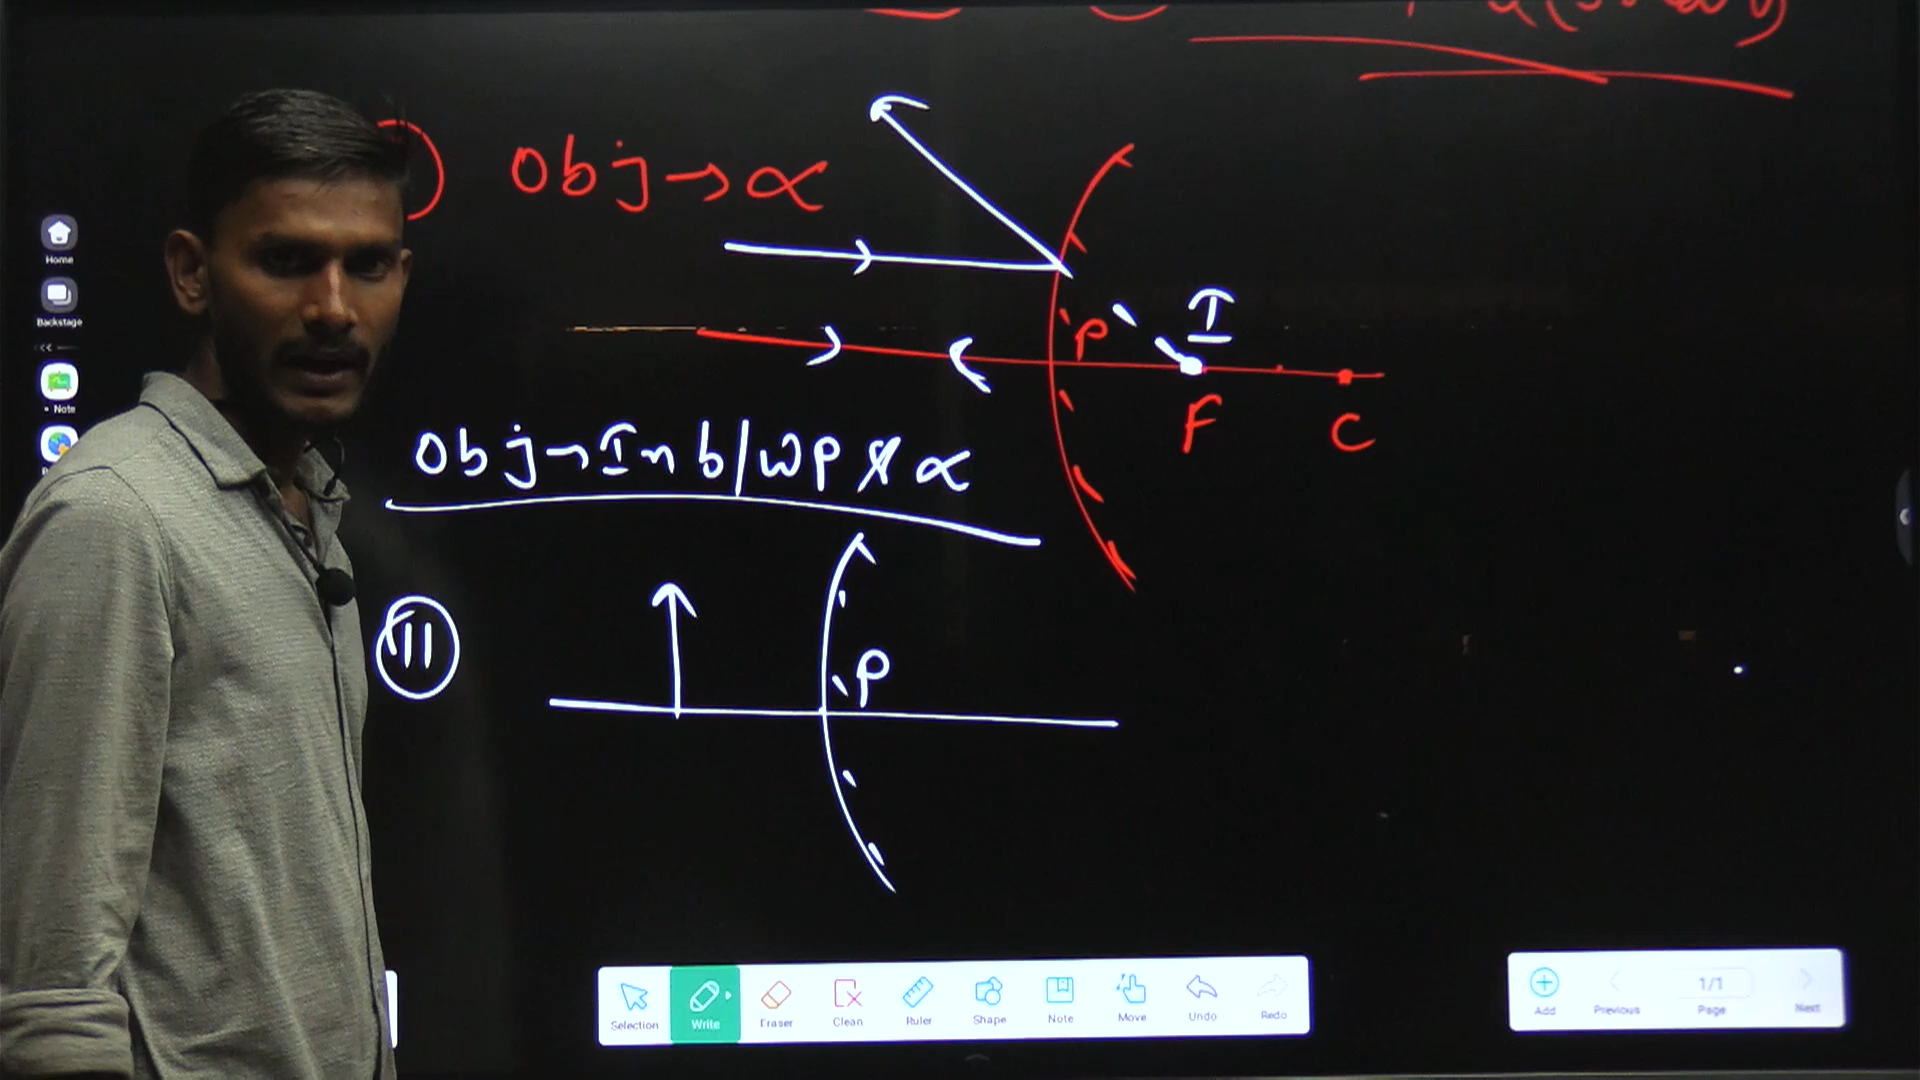 Obj → ∝
P
I
F
C
Obj → In b/w P & ∝
II
P
Home
Backstage
Note
Selection
Write
Eraser
Clean
Ruler
Shape
Note
Move
Undo
Redo
Add
Previous
1/1
Page
Next